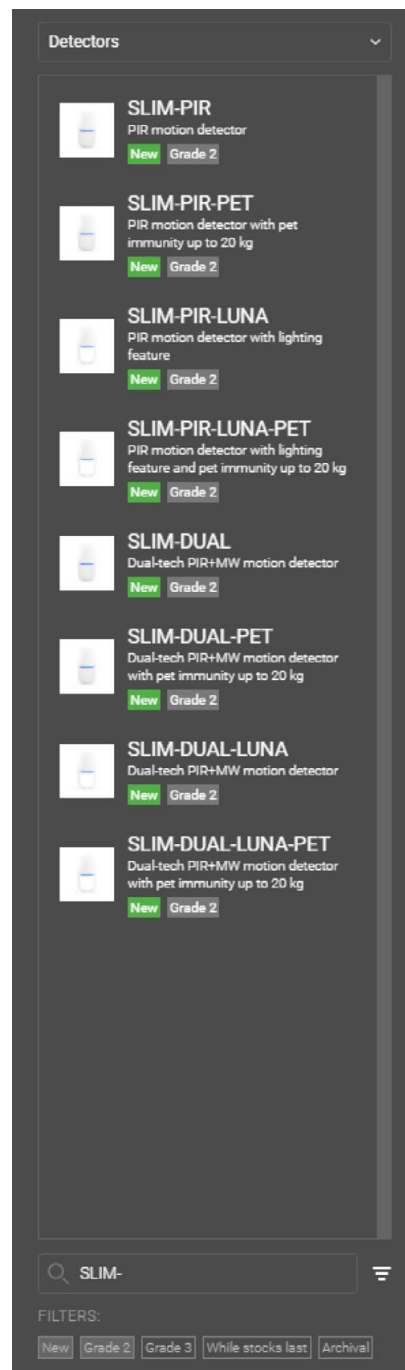 Detectors
SLIM-PIR
PIR motion detector
New Grade 2
SLIM-PIR-PET
PIR motion detector with pet
immunity up to 20 kg
New Grade 2
SLIM-PIR-LUNA
PIR motion detector with lighting
feature
New Grade 2
SLIM-PIR-LUNA-PET
PIR motion detector with lighting
feature and pet immunity up to 20 kg
New Grade 2
SLIM-DUAL
Dual-tech PIR+MW motion detector
New Grade 2
SLIM-DUAL-PET
Dual-tech PIR+MW motion detector
with pet immunity up to 20 kg
New Grade 2
SLIM-DUAL-LUNA
Dual-tech PIR+MW motion detector
New Grade 2
SLIM-DUAL-LUNA-PET
Dual-tech PIR+MW motion detector
with pet immunity up to 20 kg
New Grade 2
SLIM-
FILTERS:
New Grade 2 Grade 3 While stocks last Archival